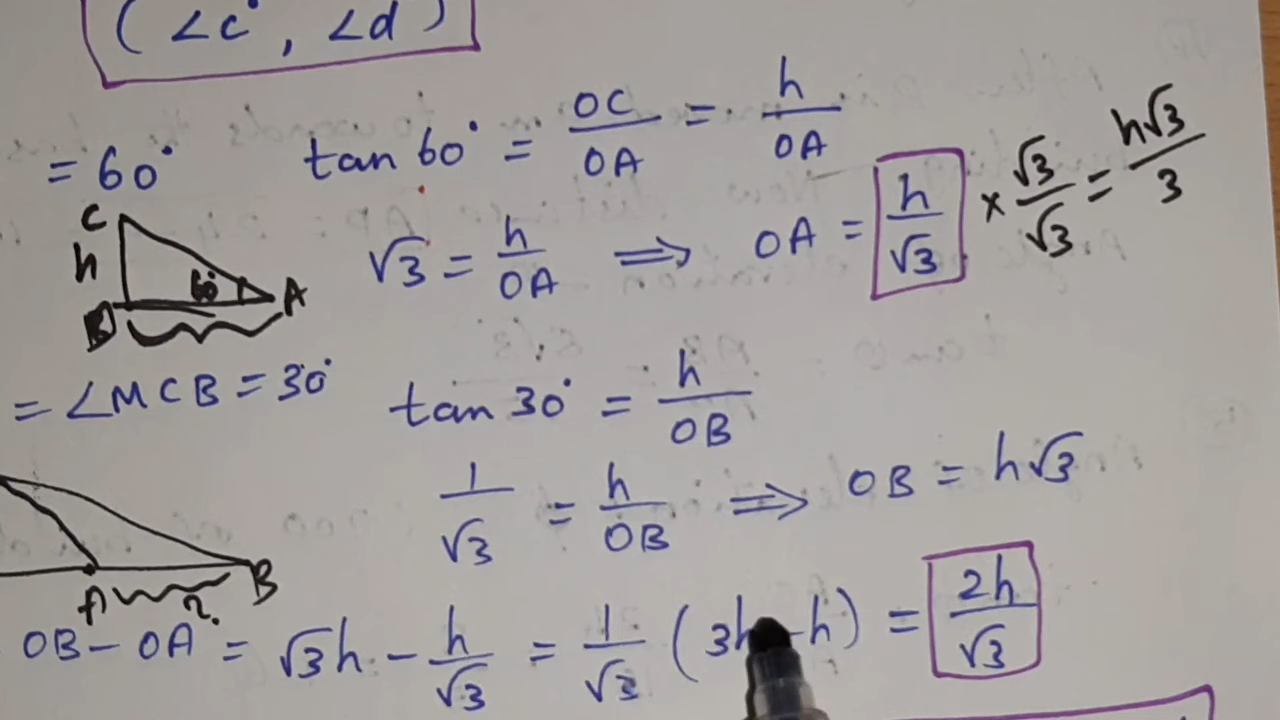 (∠c°, ∠d)
= 60° tan 60° = OC/OA = h/OA
C
h 60° A
√3 = h/OA ⟹ OA = h/√3 × √3/√3 = h√3/3
= ∠MCB = 30° tan 30° = h/OB
1/√3 = h/OB ⟹ OB = h√3
A ?. B
OB - OA = √3h - h/√3 = 1/√3 (3h - h) = 2h/√3